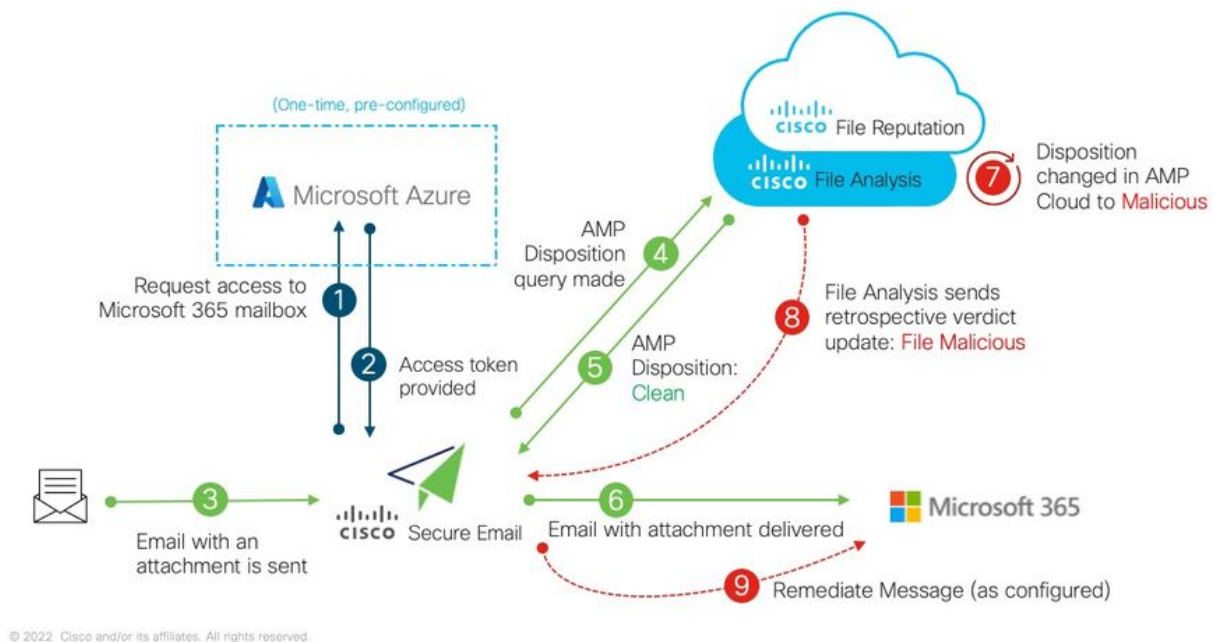 (One-time, pre-configured)
Microsoft Azure
Request access to
Microsoft 365 mailbox
1
2
Access token
provided
3
Email with an
attachment is sent
CISCO
Secure Email
AMP
Disposition
query made
4
5
AMP
Disposition:
Clean
CISCO
File Reputation
CISCO
File Analysis
7
Disposition
changed in AMP
Cloud to Malicious
8
File Analysis sends
retrospective verdict
update: File Malicious
6
Email with attachment delivered
Microsoft 365
9
Remediate Message (as configured)
© 2022 Cisco and/or its affiliates. All rights reserved.